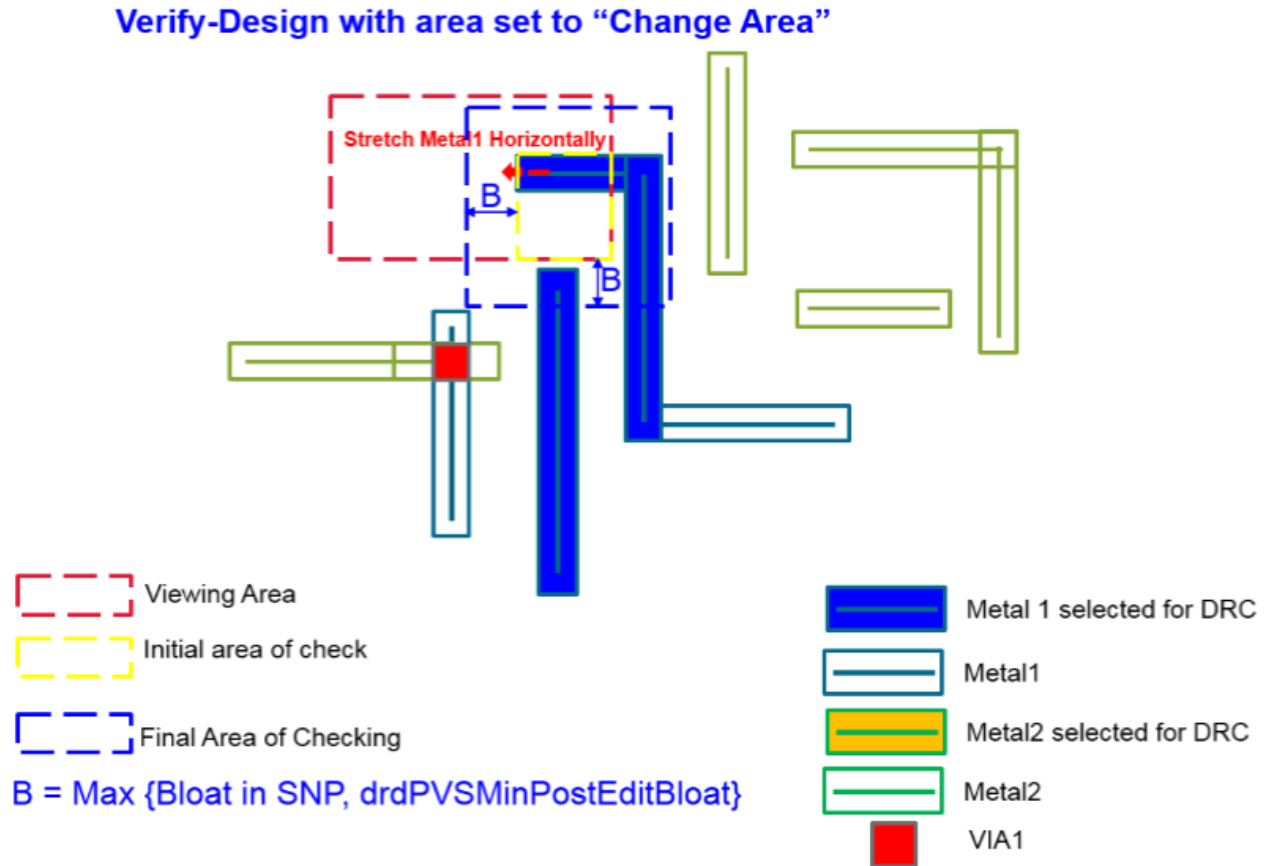 Verify-Design with area set to “Change Area”
Stretch Metal1 Horizontally
B
B
Viewing Area
Initial area of check
Final Area of Checking
B = Max {Bloat in SNP, drdPVSMinPostEditBloat}
Metal 1 selected for DRC
Metal1
Metal2 selected for DRC
Metal2
VIA1